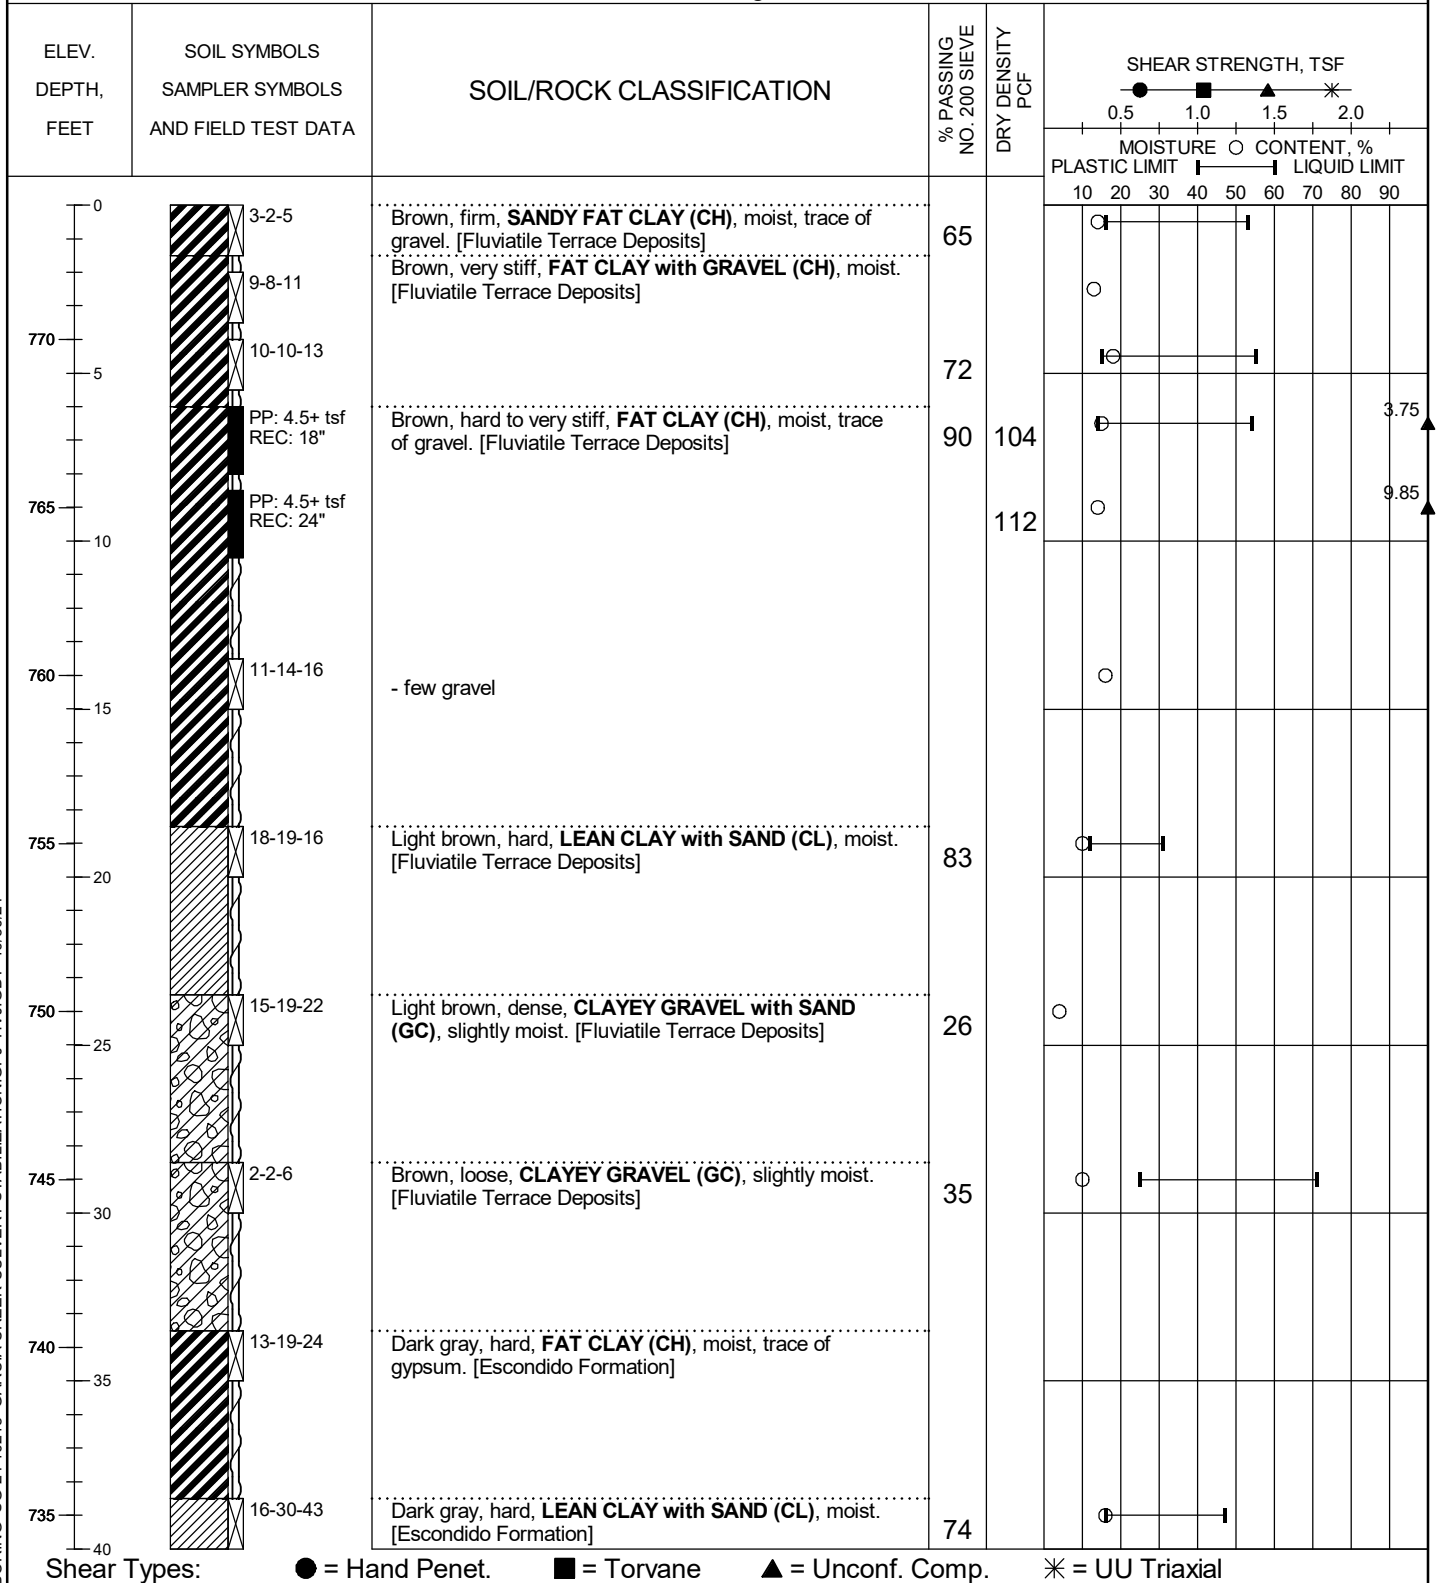 ELEV.
DEPTH,
FEET
SOIL SYMBOLS
SAMPLER SYMBOLS
AND FIELD TEST DATA
SOIL/ROCK CLASSIFICATION
% PASSING
NO. 200 SIEVE
DRY DENSITY
PCF
SHEAR STRENGTH, TSF
0.5 1.0 1.5 2.0
MOISTURE CONTENT, %
PLASTIC LIMIT LIQUID LIMIT
10 20 30 40 50 60 70 80 90
0
3-2-5
Brown, firm, SANDY FAT CLAY (CH), moist, trace of
gravel. [Fluviatile Terrace Deposits]
65
Brown, very stiff, FAT CLAY with GRAVEL (CH), moist.
[Fluviatile Terrace Deposits]
9-8-11
770
10-10-13
5
72
PP: 4.5+ tsf
REC: 18"
Brown, hard to very stiff, FAT CLAY (CH), moist, trace
of gravel. [Fluviatile Terrace Deposits]
90
104
3.75
765
PP: 4.5+ tsf
REC: 24"
112
9.85
10
760
11-14-16
- few gravel
15
755
18-19-16
Light brown, hard, LEAN CLAY with SAND (CL), moist.
[Fluviatile Terrace Deposits]
83
20
750
15-19-22
Light brown, dense, CLAYEY GRAVEL with SAND
(GC), slightly moist. [Fluviatile Terrace Deposits]
26
25
745
2-2-6
Brown, loose, CLAYEY GRAVEL (GC), slightly moist.
[Fluviatile Terrace Deposits]
35
30
740
13-19-24
Dark gray, hard, FAT CLAY (CH), moist, trace of
gypsum. [Escondido Formation]
35
735
16-30-43
Dark gray, hard, LEAN CLAY with SAND (CL), moist.
[Escondido Formation]
74
40
Shear Types: = Hand Penet. = Torvane = Unconf. Comp. = UU Triaxial